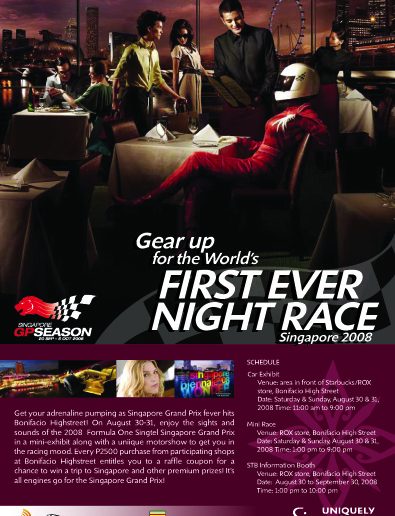 Gear up
for the World's
FIRST EVER
NIGHT RACE
Singapore 2008
SINGAPORE
GP SEASON
SCHEDULE
Car Exhibit
Venue: area in front of Starbucks/ROX
store, Bonifacio High Street
Date: Saturday & Sunday, August 30 & 31,
2008 Time: 11:00 am to 9:00 pm
Mini Race
Venue: ROX store, Bonifacio High Street
Date: Saturday & Sunday, August 30 & 31,
2008 Time: 1:00 pm to 9:00 pm
STB Information Booth
Venue: ROX store, Bonifacio High Street
Date: August 30 to September 30, 2008
Time: 1:00 pm to 10:00 pm
Get your adrenaline pumping as Singapore Grand Prix fever hits
Bonifacio Highstreet! On August 30-31, enjoy the sights and
sounds of the 2008 Formula One Singtel Singapore Grand Prix
in a mini-exhibit along with a uniique motorshow to get you in
the racing mood. Every P2500 purchase from participating shops
at Bonifacio Highstreet entitles you to a raffle coupon for a
chance to win a trip to Singapore and other premium prizes! It's
all engines go for the Singapore Grand Prix!
UNIQUELY